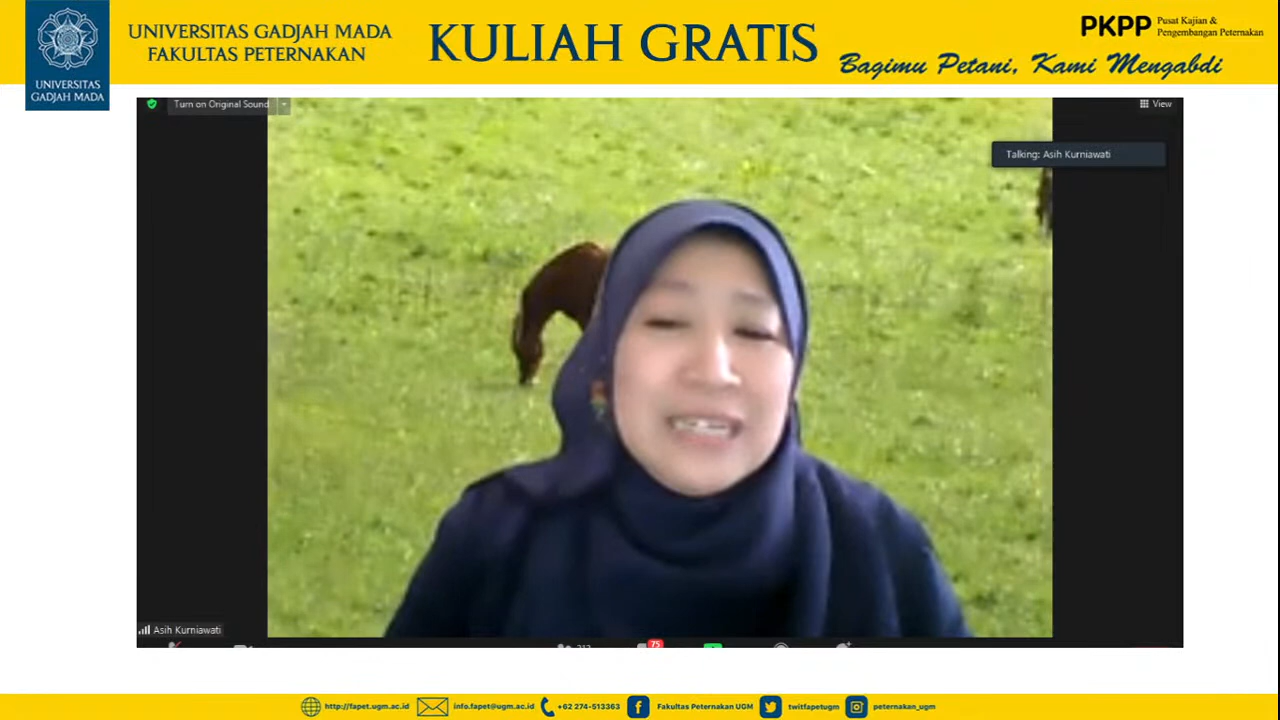 UNIVERSITAS GADJAH MADA
FAKULTAS PETERNAKAN
KULIAH GRATIS
PKPP
Pusat Kajian &
Pengembangan Peternakan
Bagimu Petani, Kami Mengabdi
UNIVERSITAS
GADJAH MADA
Turn on Original Sound
View
Talking: Asih Kurniawati
Asih Kurniawati
75
http://fapet.ugm.ac.id
info.fapet@ugm.ac.id
+62 274-513363
Fakultas Peternakan UGM
twitfapetugm
peternakan_ugm